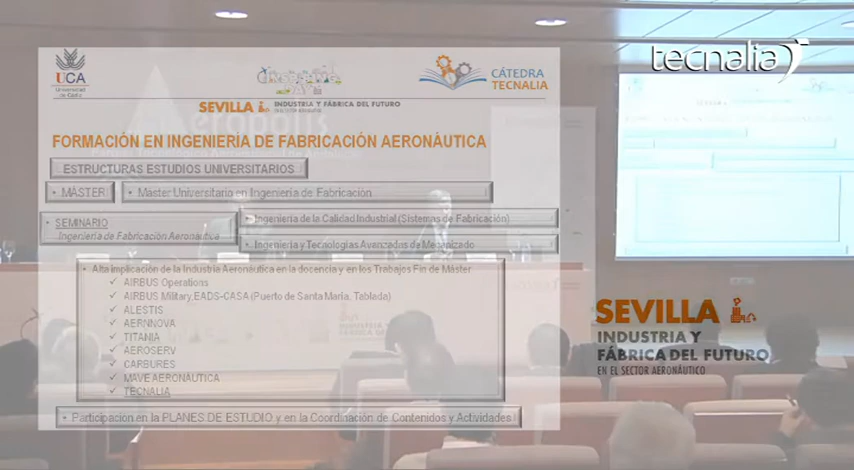 tecnalia
UCA
Universidad
de Cádiz
CÁTEDRA
TECNALIA
SEVILLA
INDUSTRIA Y FÁBRICA DEL FUTURO
EN EL SECTOR AERONÁUTICO
FORMACIÓN EN INGENIERÍA DE FABRICACIÓN AERONÁUTICA
ESTRUCTURAS ESTUDIOS UNIVERSITARIOS
• MÁSTER
• Máster Universitario en Ingeniería de Fabricación
• SEMINARIO
Ingeniería de Fabricación Aeronáutica
• Ingeniería de la Calidad Industrial (Sistemas de Fabricación)
• Ingeniería y Tecnologías Avanzadas de Mecanizado
• Alta implicación de la Industria Aeronáutica en la docencia y en los Trabajos Fin de Máster
✓ AIRBUS Operations
✓ AIRBUS Military,EADS-CASA (Puerto de Santa María, Tablada)
✓ ALESTIS
✓ AERNNOVA
✓ TITANIA
✓ AEROSERV
✓ CARBURES
✓ MAVE AERONÁUTICA
✓ TECNALIA
• Participación en la PLANES DE ESTUDIO y en la Coordinación de Contenidos y Actividades
SEVILLA
INDUSTRIA Y
FÁBRICA DEL FUTURO
EN EL SECTOR AERONÁUTICO